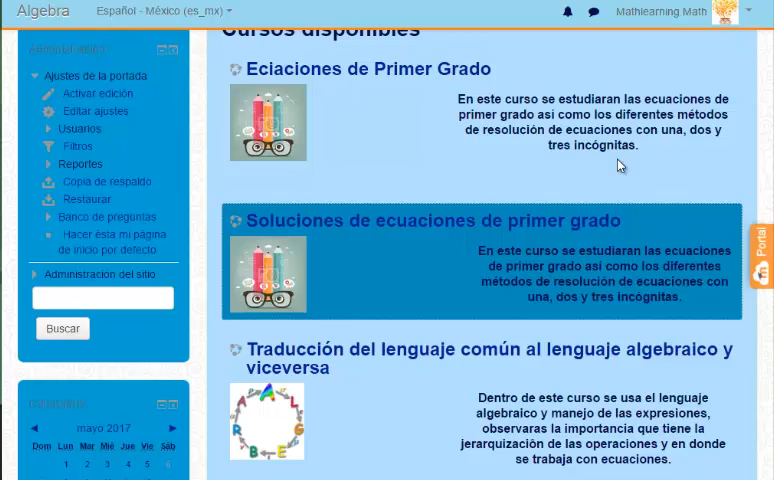 Algebra
Español - México (es_mx)
Mathlearning Math
Cursos disponibles
Ajustes de la portada
Activar edición
Editar ajustes
Usuarios
Filtros
Reportes
Copia de respaldo
Restaurar
Banco de preguntas
Hacer ésta mi página
de inicio por defecto
Administración del sitio
Buscar
mayo 2017
Dom Lun Mar Mié Jue Vie Sáb
1 2 3 4 5 6
Eciaciones de Primer Grado
En este curso se estudiaran las ecuaciones de
primer grado asi como los diferentes métodos
de resolución de ecuaciones con una, dos y
tres incógnitas.
Soluciones de ecuaciones de primer grado
En este curso se estudiaran las ecuaciones
de primer grado así como los diferentes
métodos de resolución de ecuaciones con
una, dos y tres incógnitas.
Traducción del lenguaje común al lenguaje algebraico y
viceversa
A L G E B R A
Dentro de este curso se usa el lenguaje
algebraico y manejo de las expresiones,
observaras la importancia que tiene la
jerarquización de las operaciones y en donde
se trabaja con ecuaciones.
Portal